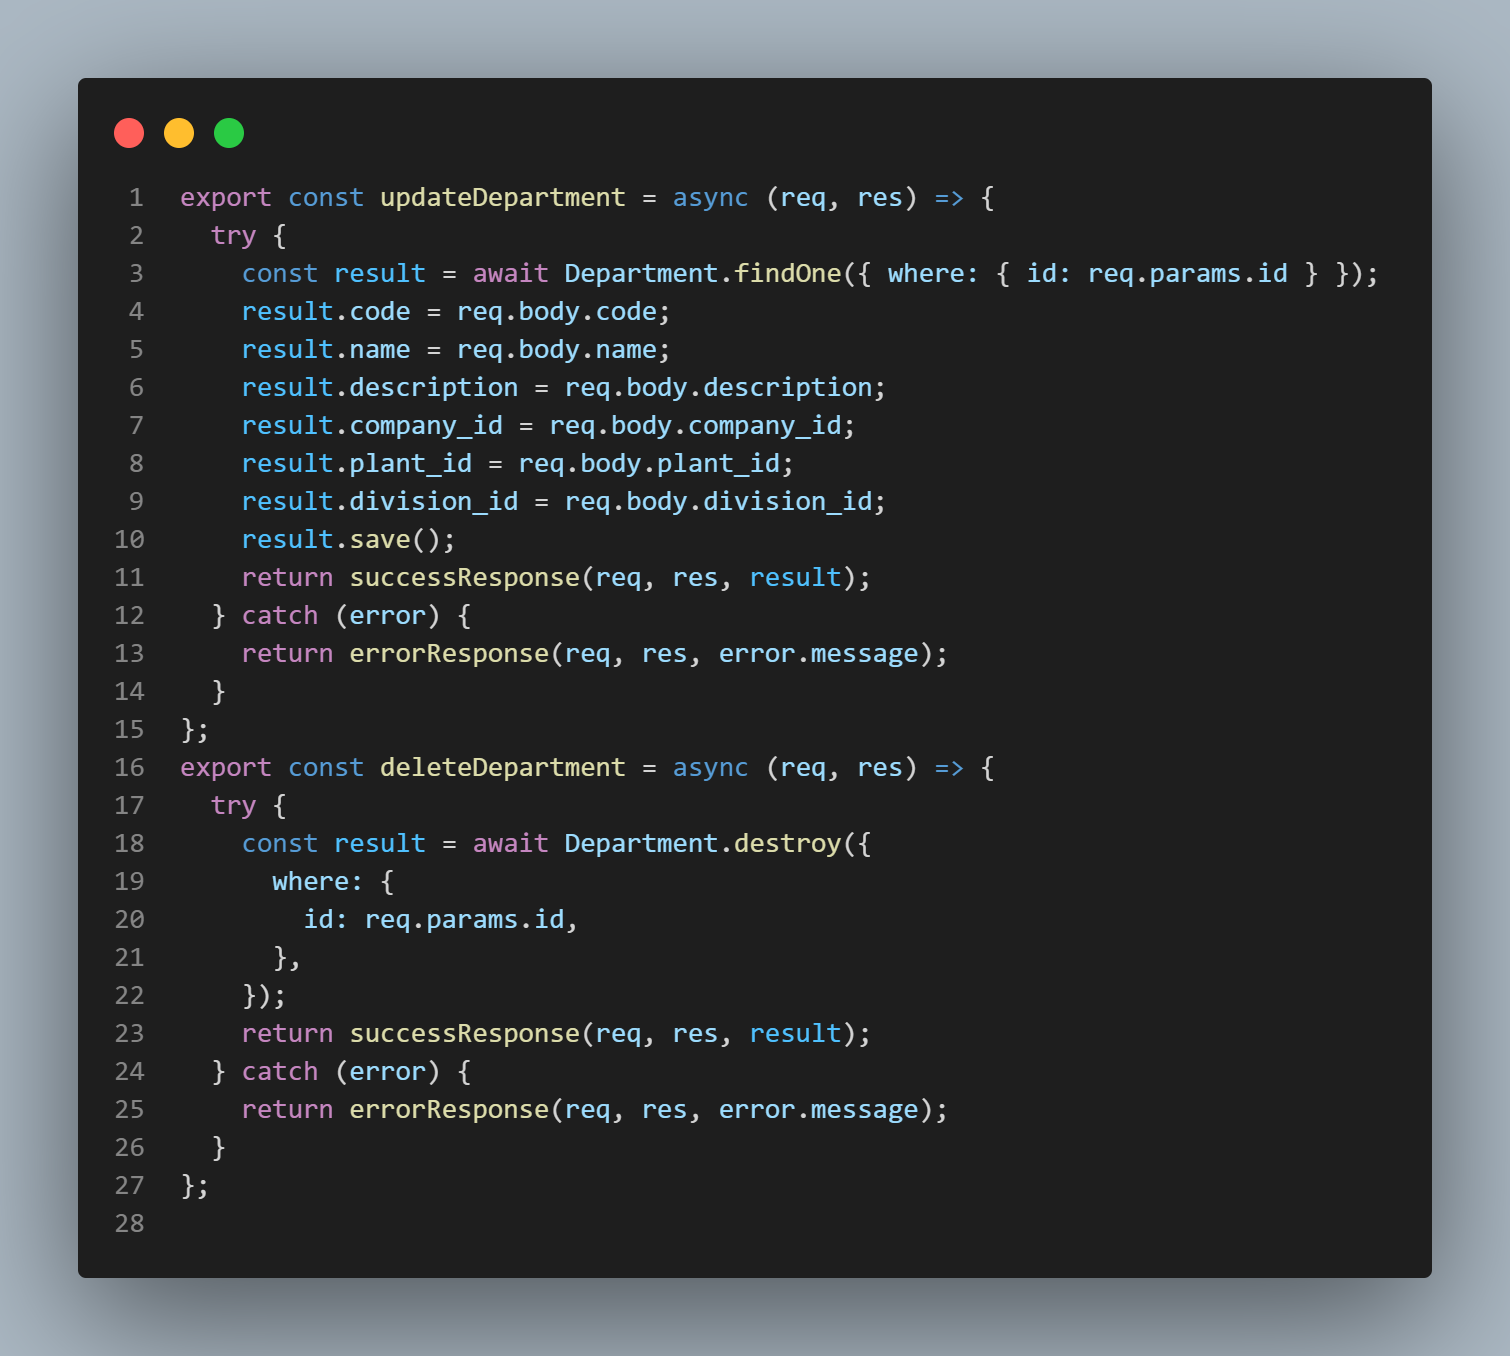 1 export const updateDepartment = async (req, res) => {
2   try {
3     const result = await Department.findOne({ where: { id: req.params.id } });
4     result.code = req.body.code;
5     result.name = req.body.name;
6     result.description = req.body.description;
7     result.company_id = req.body.company_id;
8     result.plant_id = req.body.plant_id;
9     result.division_id = req.body.division_id;
10     result.save();
11     return successResponse(req, res, result);
12   } catch (error) {
13     return errorResponse(req, res, error.message);
14   }
15 };
16 export const deleteDepartment = async (req, res) => {
17   try {
18     const result = await Department.destroy({
19       where: {
20         id: req.params.id,
21       },
22     });
23     return successResponse(req, res, result);
24   } catch (error) {
25     return errorResponse(req, res, error.message);
26   }
27 };
28